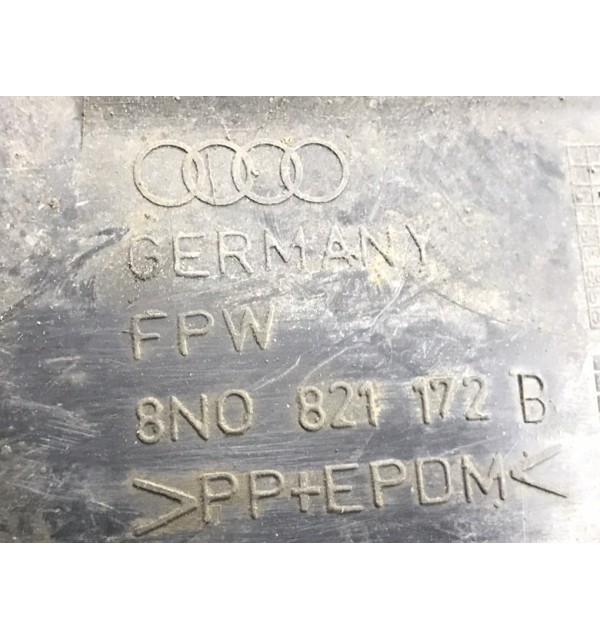 GERMANY
FPW
8N0 821 172 B
>PP+EPDM<